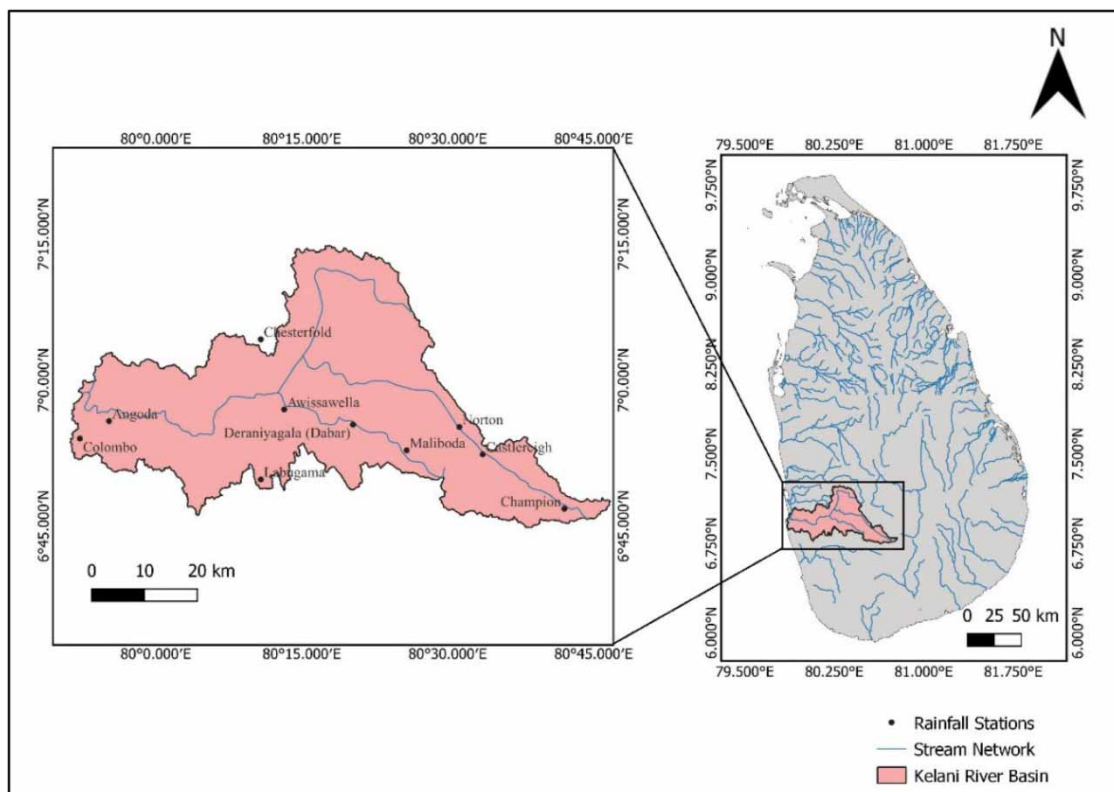 N
80°0.000'E 80°15.000'E 80°30.000'E 80°45.000'E
7°15.000'N
7°0.000'N
6°45.000'N
7°15.000'N
7°0.000'N
6°45.000'N
Chesterfold
Awissawella
Angoda
Norton
Deraniyagala (Dabar)
Colombo
Maliboda
Castlereigh
Labugama
Champion
0 10 20 km
80°0.000'E 80°15.000'E 80°30.000'E 80°45.000'E
79.500°E 80.250°E 81.000°E 81.750°E
9.750°N
9.000°N
8.250°N
7.500°N
6.750°N
6.000°N
9.750°N
9.000°N
8.250°N
7.500°N
6.750°N
6.000°N
0 25 50 km
79.500°E 80.250°E 81.000°E 81.750°E
Rainfall Stations
Stream Network
Kelani River Basin